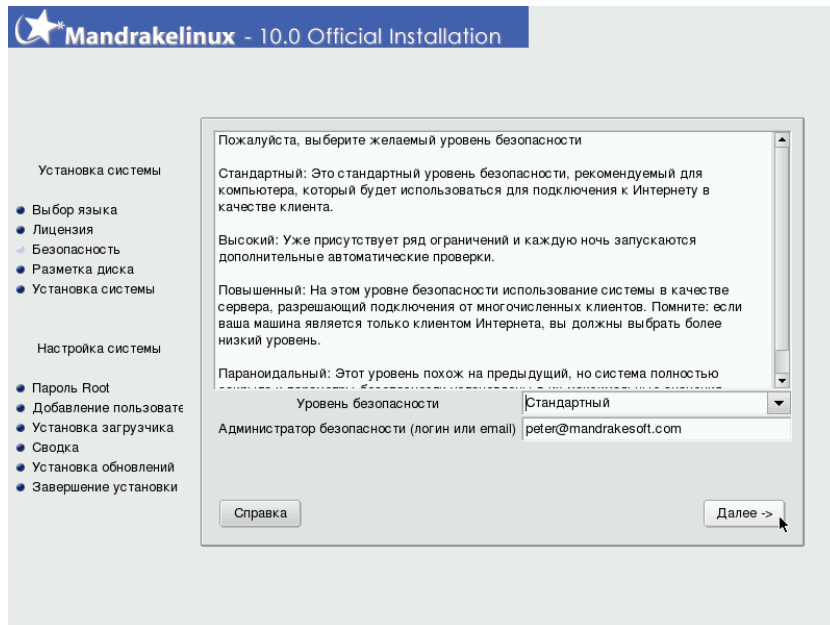 Mandrakelinux - 10.0 Official Installation
Установка системы
Выбор языка
Лицензия
Безопасность
Разметка диска
Установка системы
Настройка системы
Пароль Root
Добавление пользовате
Установка загрузчика
Сводка
Установка обновлений
Завершение установки
Пожалуйста, выберите желаемый уровень безопасности
Стандартный: Это стандартный уровень безопасности, рекомендуемый для
компьютера, который будет использоваться для подключения к Интернету в
качестве клиента.
Высокий: Уже присутствует ряд ограничений и каждую ночь запускаются
дополнительные автоматические проверки.
Повышенный: На этом уровне безопасности использование системы в качестве
сервера, разрешающий подключения от многочисленных клиентов. Помните: если
ваша машина является только клиентом Интернета, вы должны выбрать более
низкий уровень.
Параноидальный: Этот уровень похож на предыдущий, но система полностью
Уровень безопасности
Стандартный
Администратор безопасности (логин или email)
peter@mandrakesoft.com
Справка
Далее ->